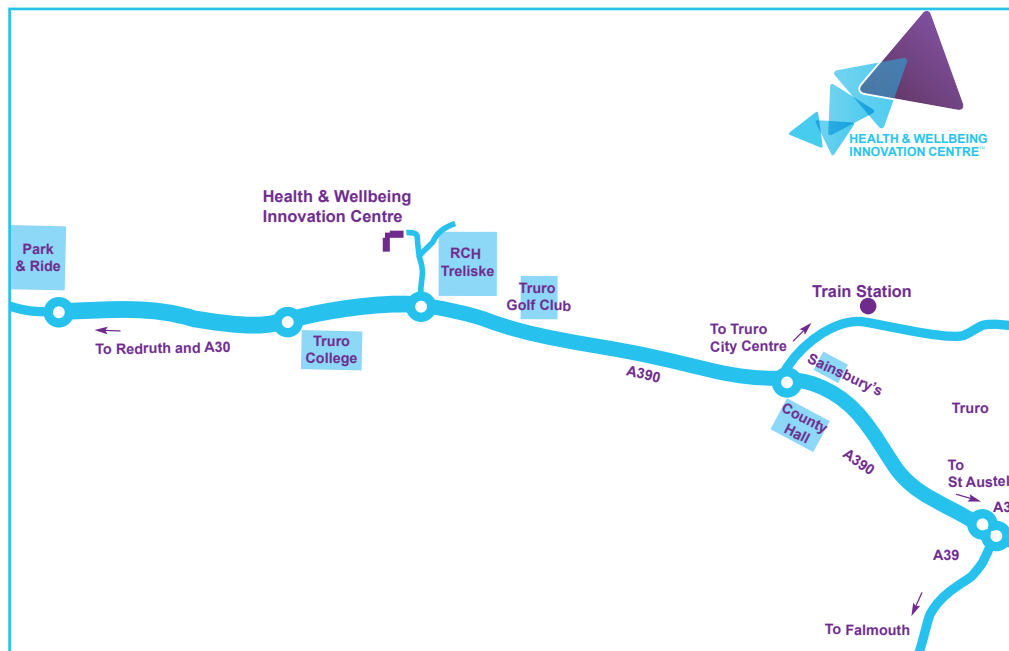 HEALTH & WELLBEING
INNOVATION CENTRE™
Health & Wellbeing
Innovation Centre
Park
& Ride
RCH
Treliske
Truro
Golf Club
Train Station
To Truro
City Centre
To Redruth and A30
Truro
College
A390
Sainsbury's
County
Hall
Truro
A390
To
St Austel
A3
A39
To Falmouth